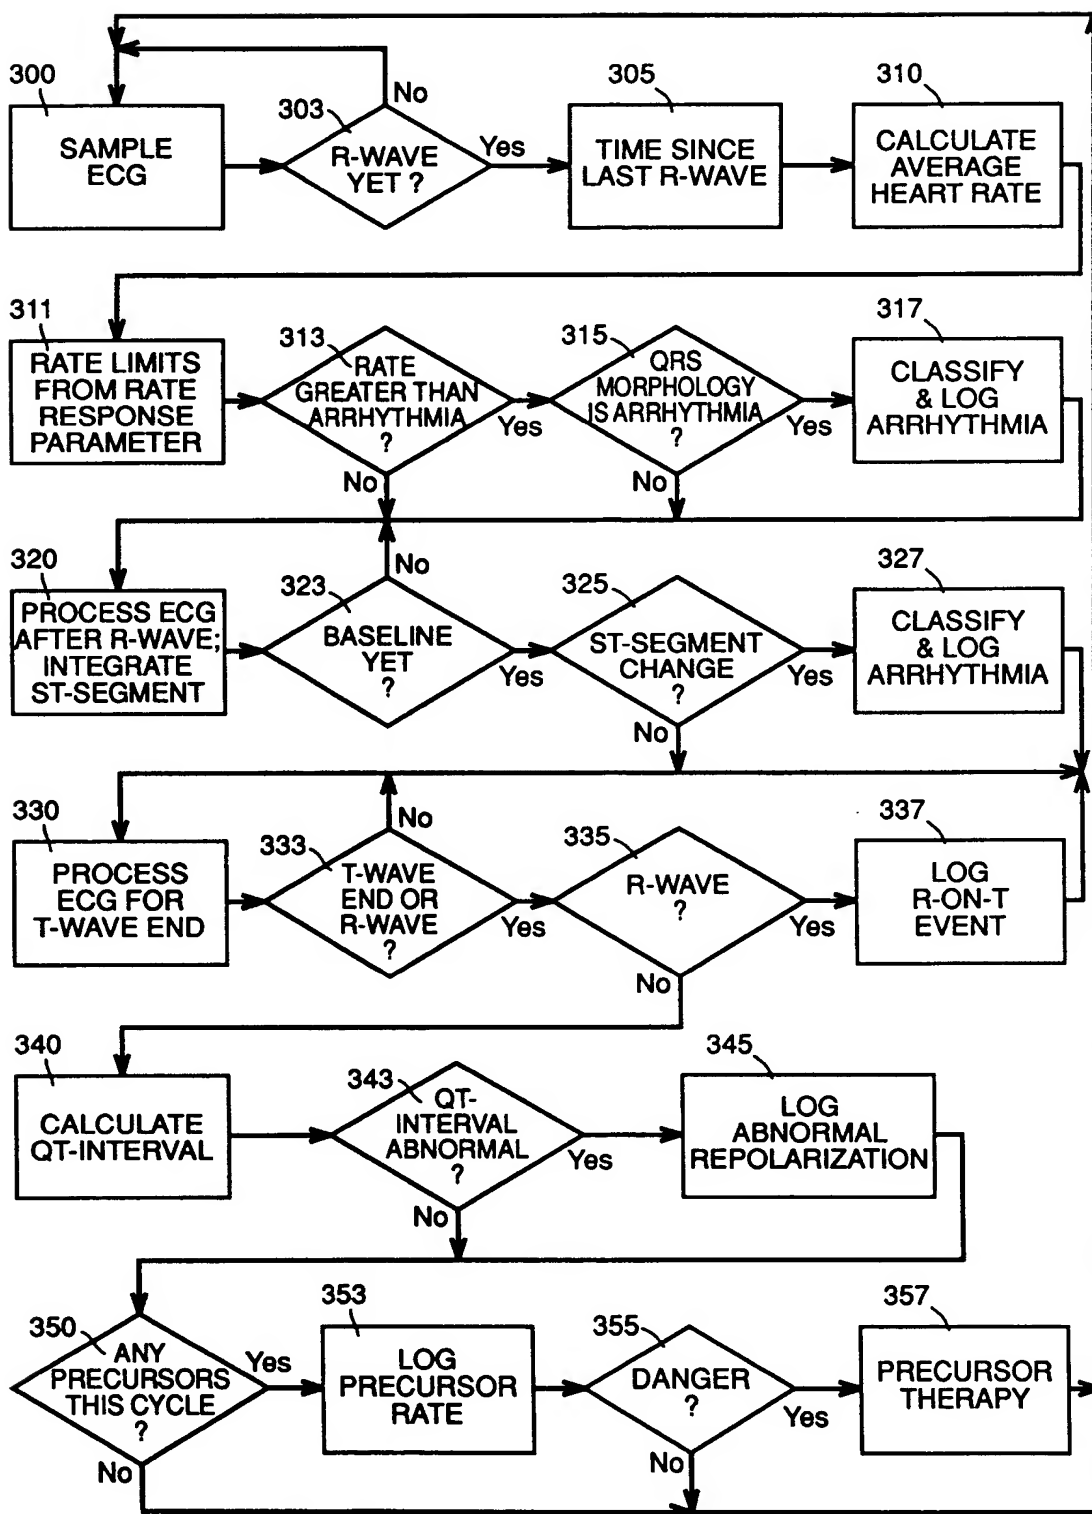 300
SAMPLE
ECG
303
R-WAVE
YET ?
No
Yes
305
TIME SINCE
LAST R-WAVE
310
CALCULATE
AVERAGE
HEART RATE
311
RATE LIMITS
FROM RATE
RESPONSE
PARAMETER
313
RATE
GREATER THAN
ARRHYTHMIA
?
Yes
No
315
QRS
MORPHOLOGY
IS ARRHYTHMIA
?
Yes
No
317
CLASSIFY
& LOG
ARRHYTHMIA
320
PROCESS ECG
AFTER R-WAVE;
INTEGRATE
ST-SEGMENT
323
BASELINE
YET
?
No
Yes
325
ST-SEGMENT
CHANGE
?
Yes
No
327
CLASSIFY
& LOG
ARRHYTHMIA
330
PROCESS
ECG FOR
T-WAVE END
333
T-WAVE
END OR
R-WAVE
?
No
Yes
335
R-WAVE
?
Yes
No
337
LOG
R-ON-T
EVENT
340
CALCULATE
QT-INTERVAL
343
QT-
INTERVAL
ABNORMAL
?
Yes
No
345
LOG
ABNORMAL
REPOLARIZATION
350
ANY
PRECURSORS
THIS CYCLE
?
Yes
No
353
LOG
PRECURSOR
RATE
355
DANGER
?
Yes
No
357
PRECURSOR
THERAPY